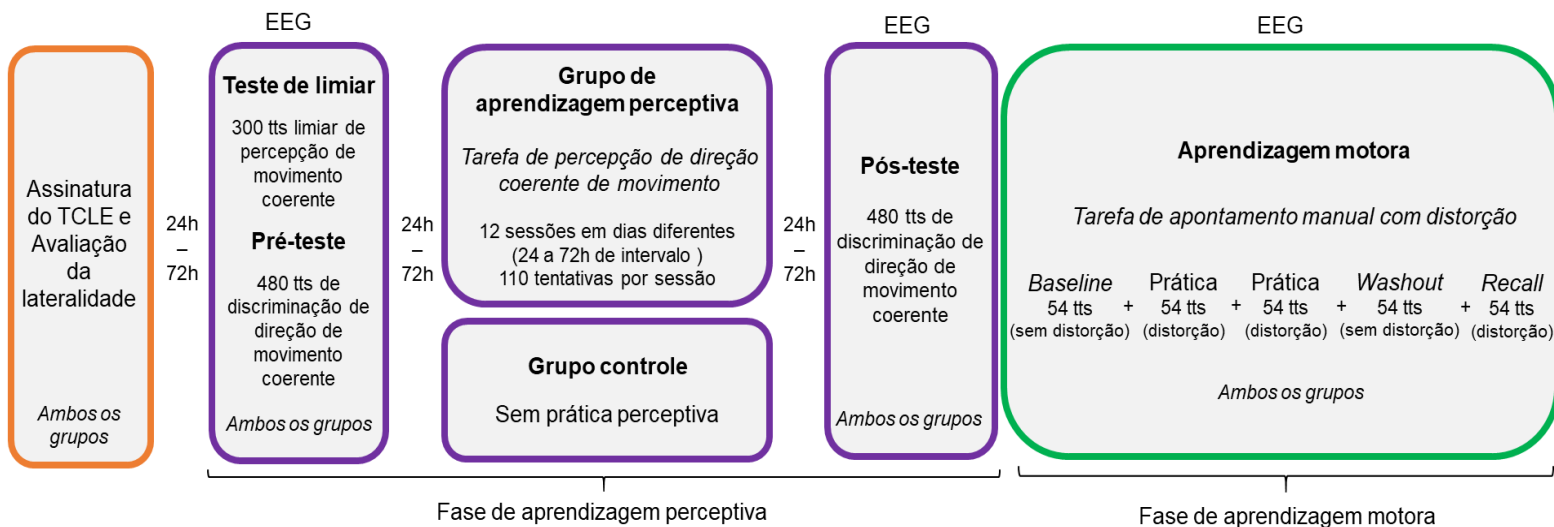 Assinatura
do TCLE e
Avaliação
da
lateralidade
Ambos os
grupos
24h
–
72h
EEG
Teste de limiar
300 tts limiar de
percepção de
movimento
coerente
Pré-teste
480 tts de
discriminação de
direção de
movimento
coerente
Ambos os grupos
24h
–
72h
Grupo de
aprendizagem perceptiva
Tarefa de percepção de direção
coerente de movimento
12 sessões em dias diferentes
(24 a 72h de intervalo )
110 tentativas por sessão
Grupo controle
Sem prática perceptiva
24h
–
72h
EEG
Pós-teste
480 tts de
discriminação de
direção de
movimento
coerente
Ambos os grupos
EEG
Aprendizagem motora
Tarefa de apontamento manual com distorção
Baseline Prática Prática Washout Recall
54 tts + 54 tts + 54 tts + 54 tts + 54 tts
(sem distorção) (distorção) (distorção) (sem distorção) (distorção)
Ambos os grupos
Fase de aprendizagem perceptiva
Fase de aprendizagem motora